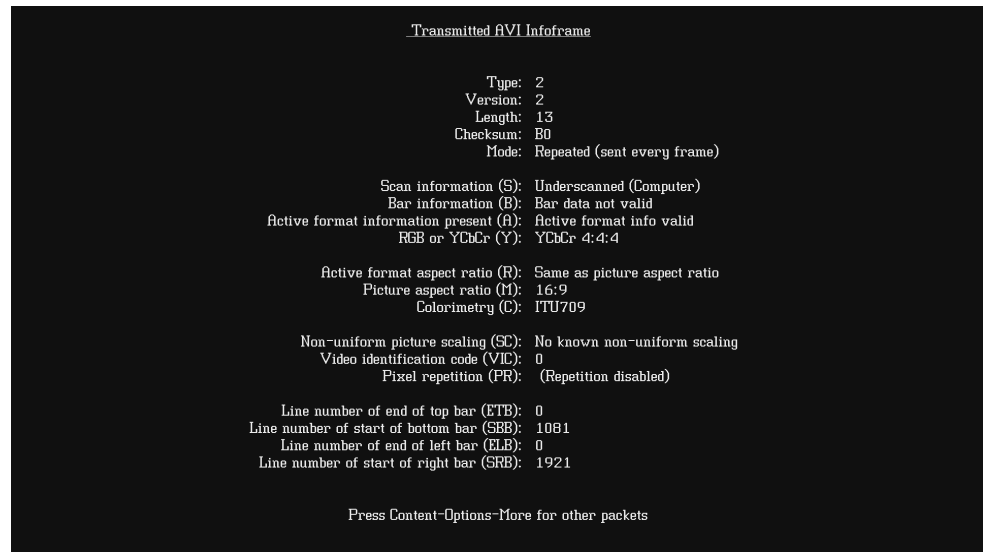 Transmitted AVI Infoframe
Type: 2
Version: 2
Length: 13
Checksum: B0
Mode: Repeated (sent every frame)
Scan information (S): Underscanned (Computer)
Bar information (B): Bar data not valid
Active format information present (A): Active format info valid
RGB or YCbCr (Y): YCbCr 4:4:4
Active format aspect ratio (R): Same as picture aspect ratio
Picture aspect ratio (M): 16:9
Colorimetry (C): ITU709
Non-uniform picture scaling (SC): No known non-uniform scaling
Video identification code (VIC): 0
Pixel repetition (PR): (Repetition disabled)
Line number of end of top bar (ETB): 0
Line number of start of bottom bar (SBB): 1081
Line number of end of left bar (ELB): 0
Line number of start of right bar (SRB): 1921
Press Content-Options-More for other packets